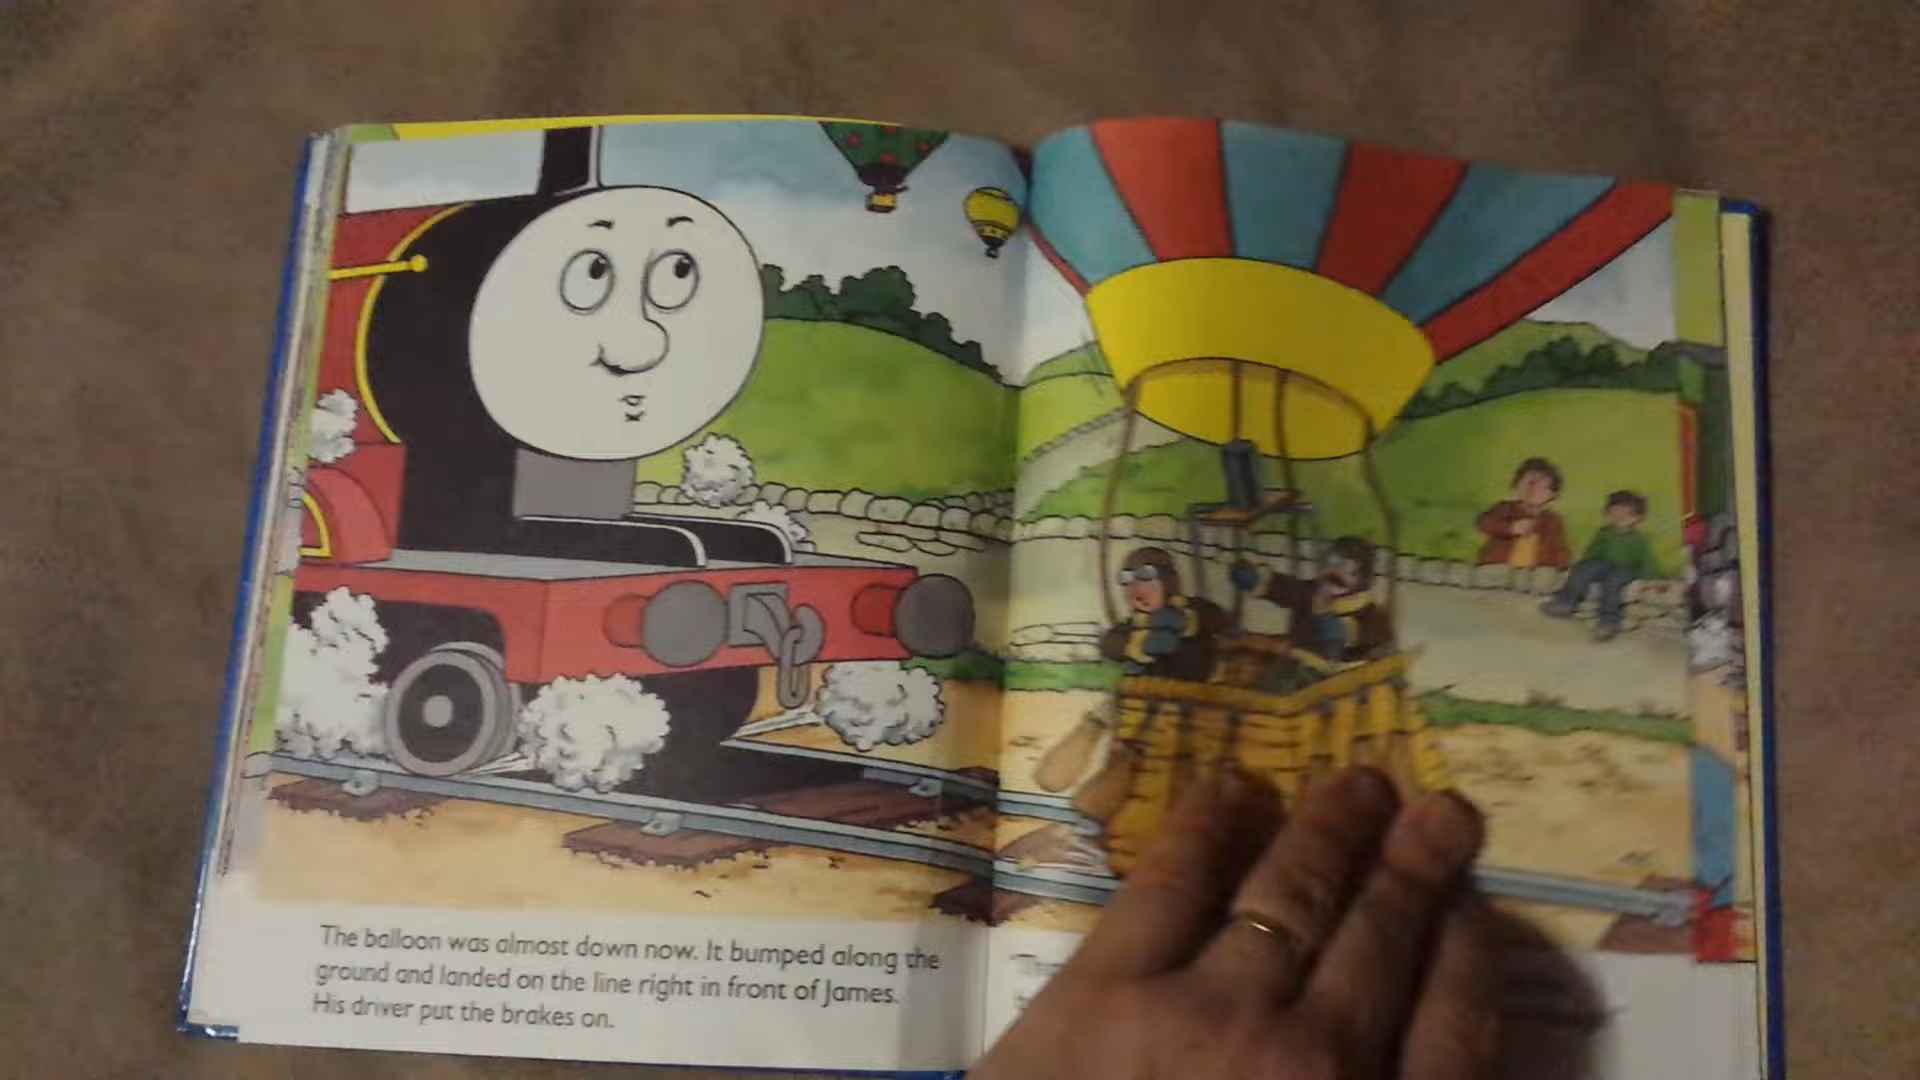 The balloon was almost down now. It bumped along the
ground and landed on the line right in front of James.
His driver put the brakes on.